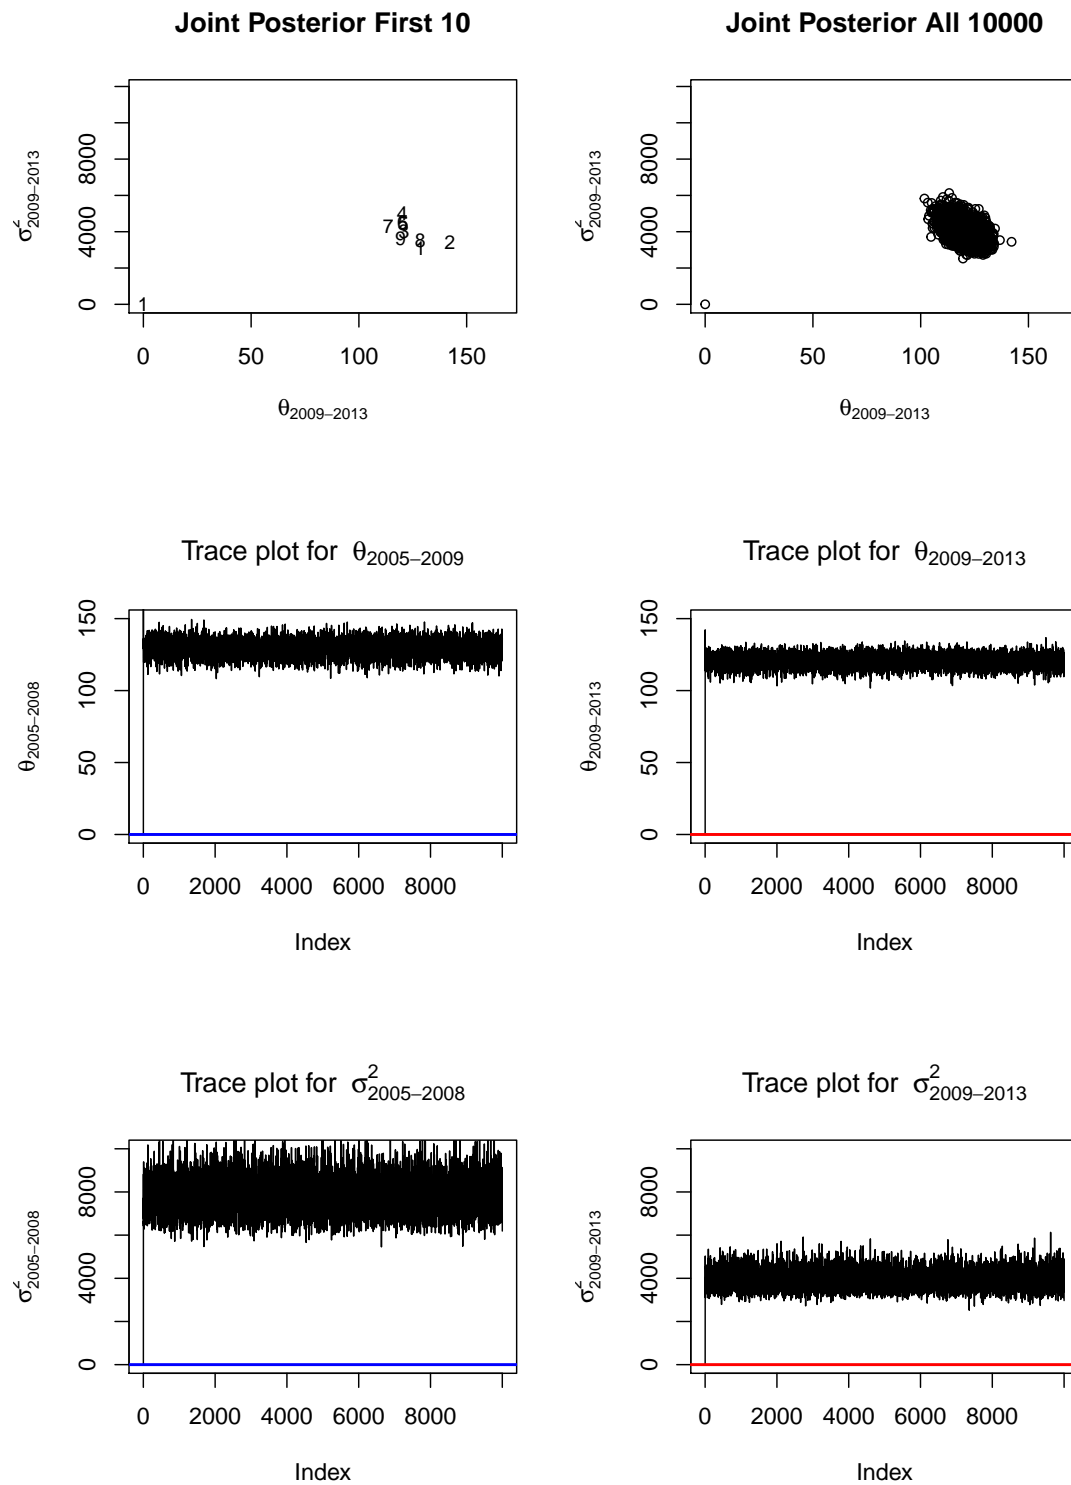 Joint Posterior First 10
Joint Posterior All 10000
σ²2009–2013
0 4000 8000
1
7 4 2
9 8 1
0 50 100 150
θ2009–2013
σ²2009–2013
0 4000 8000
0 50 100 150
θ2009–2013
Trace plot for θ2005–2009
Trace plot for θ2009–2013
θ2005–2008
0 50 100 150
0 2000 4000 6000 8000
Index
θ2009–2013
0 50 100 150
0 2000 4000 6000 8000
Index
Trace plot for σ²2005–2008
Trace plot for σ²2009–2013
σ²2005–2008
0 4000 8000
0 2000 4000 6000 8000
Index
σ²2009–2013
0 4000 8000
0 2000 4000 6000 8000
Index